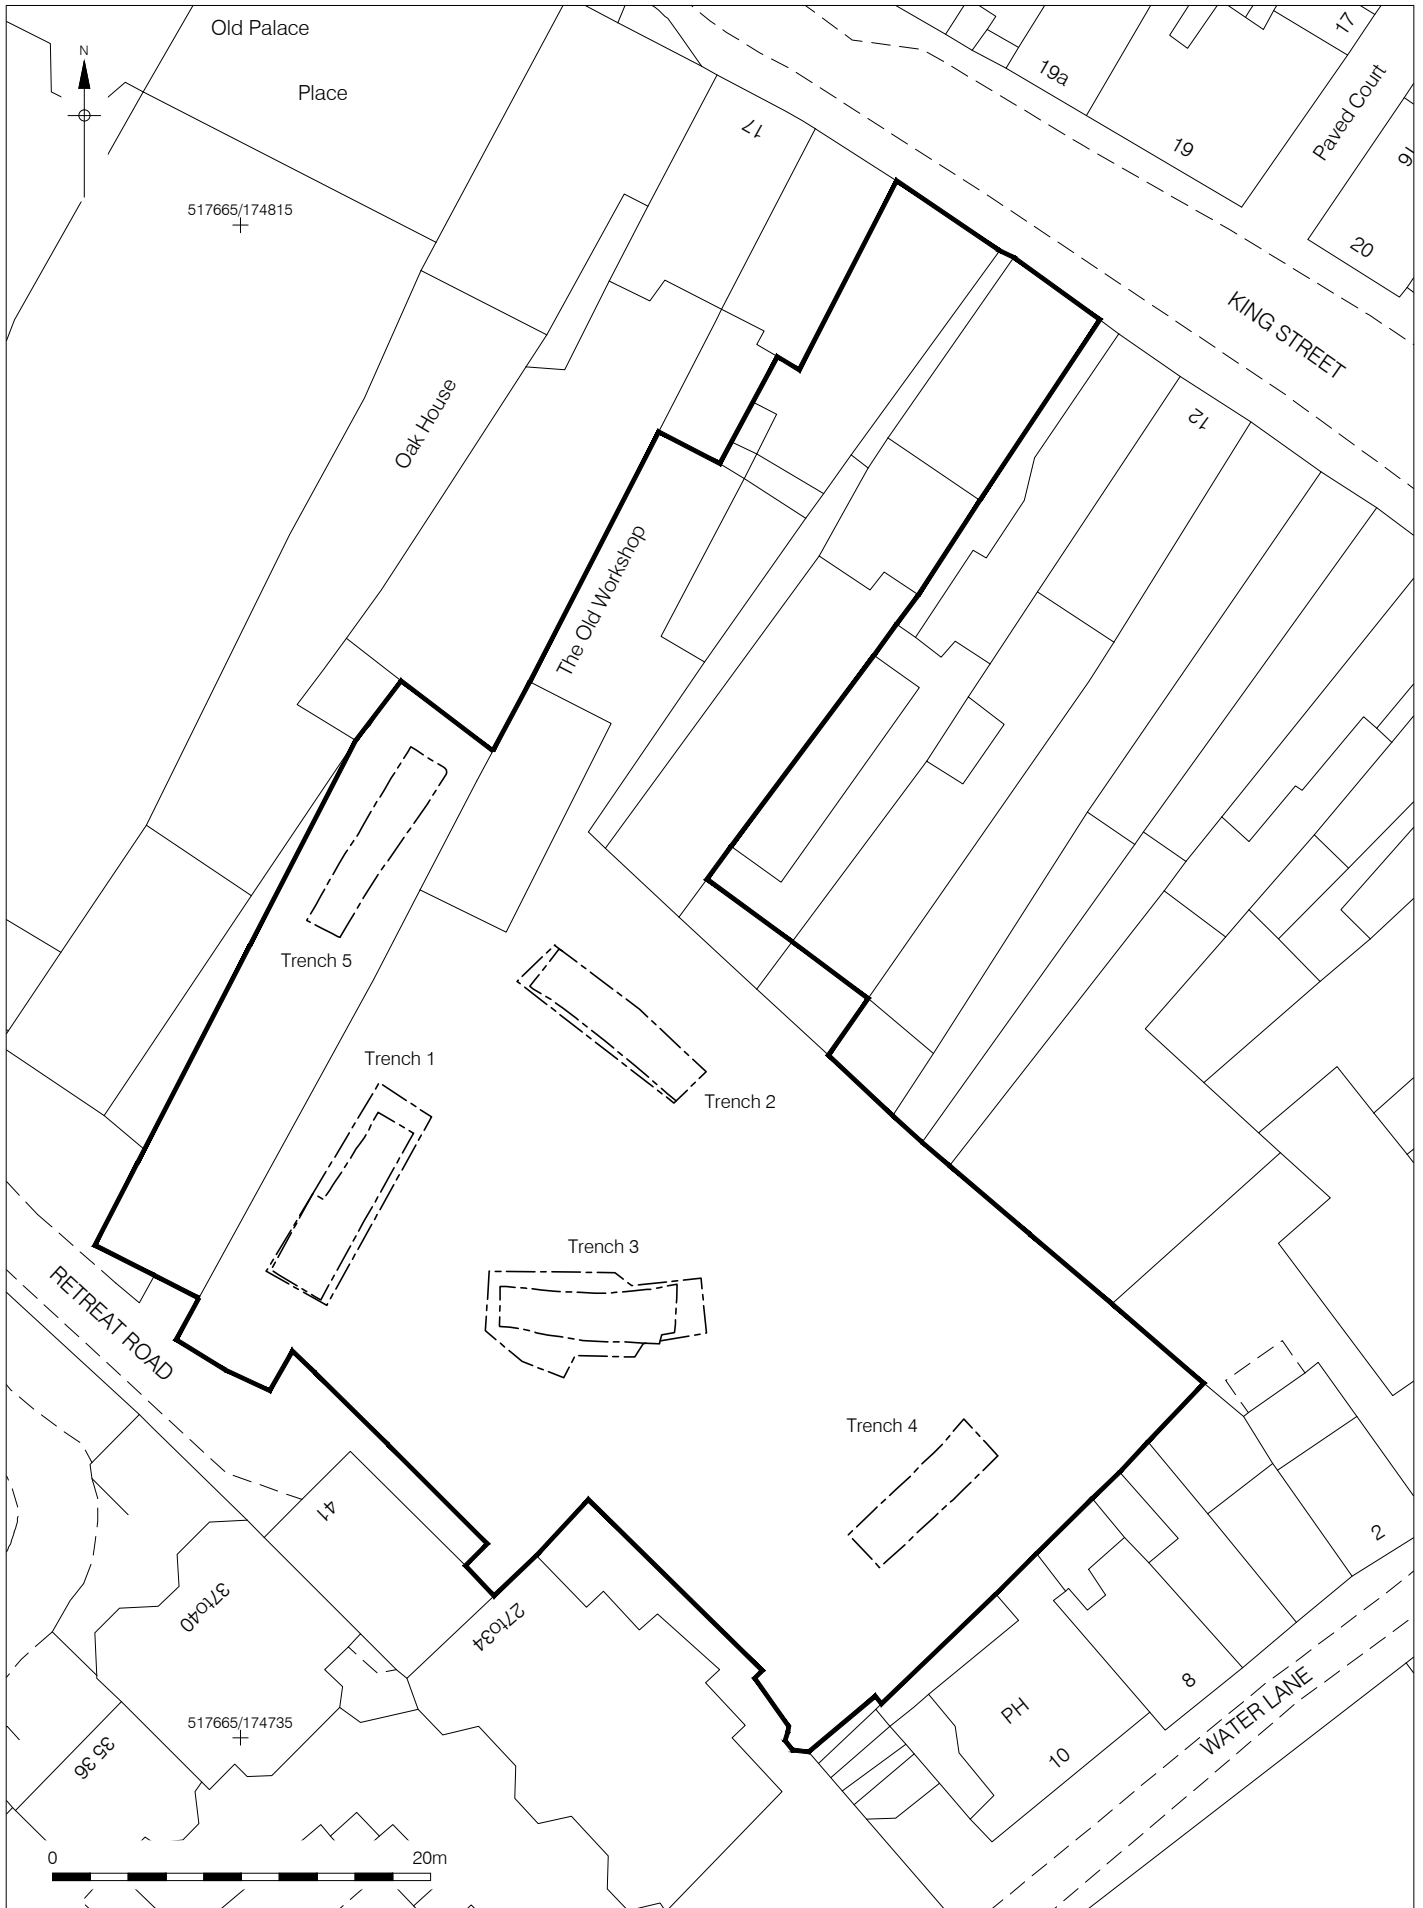 Old Palace
Place
N
17
19a
19
17
Paved Court
20
517665/174815
KING STREET
12
Oak House
The Old Workshop
Trench 5
Trench 1
Trench 2
Trench 3
Trench 4
RETREAT ROAD
41
37to40
27to34
2
8
PH
10
WATER LANE
517665/174735
35 36
0 20m